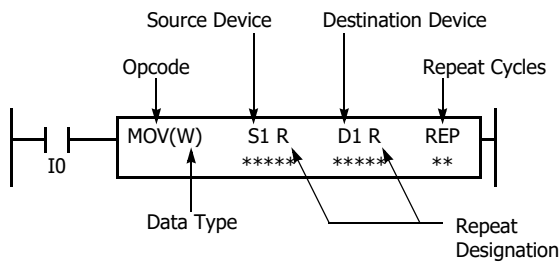 Source Device
Destination Device
Opcode
Repeat Cycles
MOV(W) S1 R D1 R REP
***** ***** **
I0
Data Type
Repeat
Designation